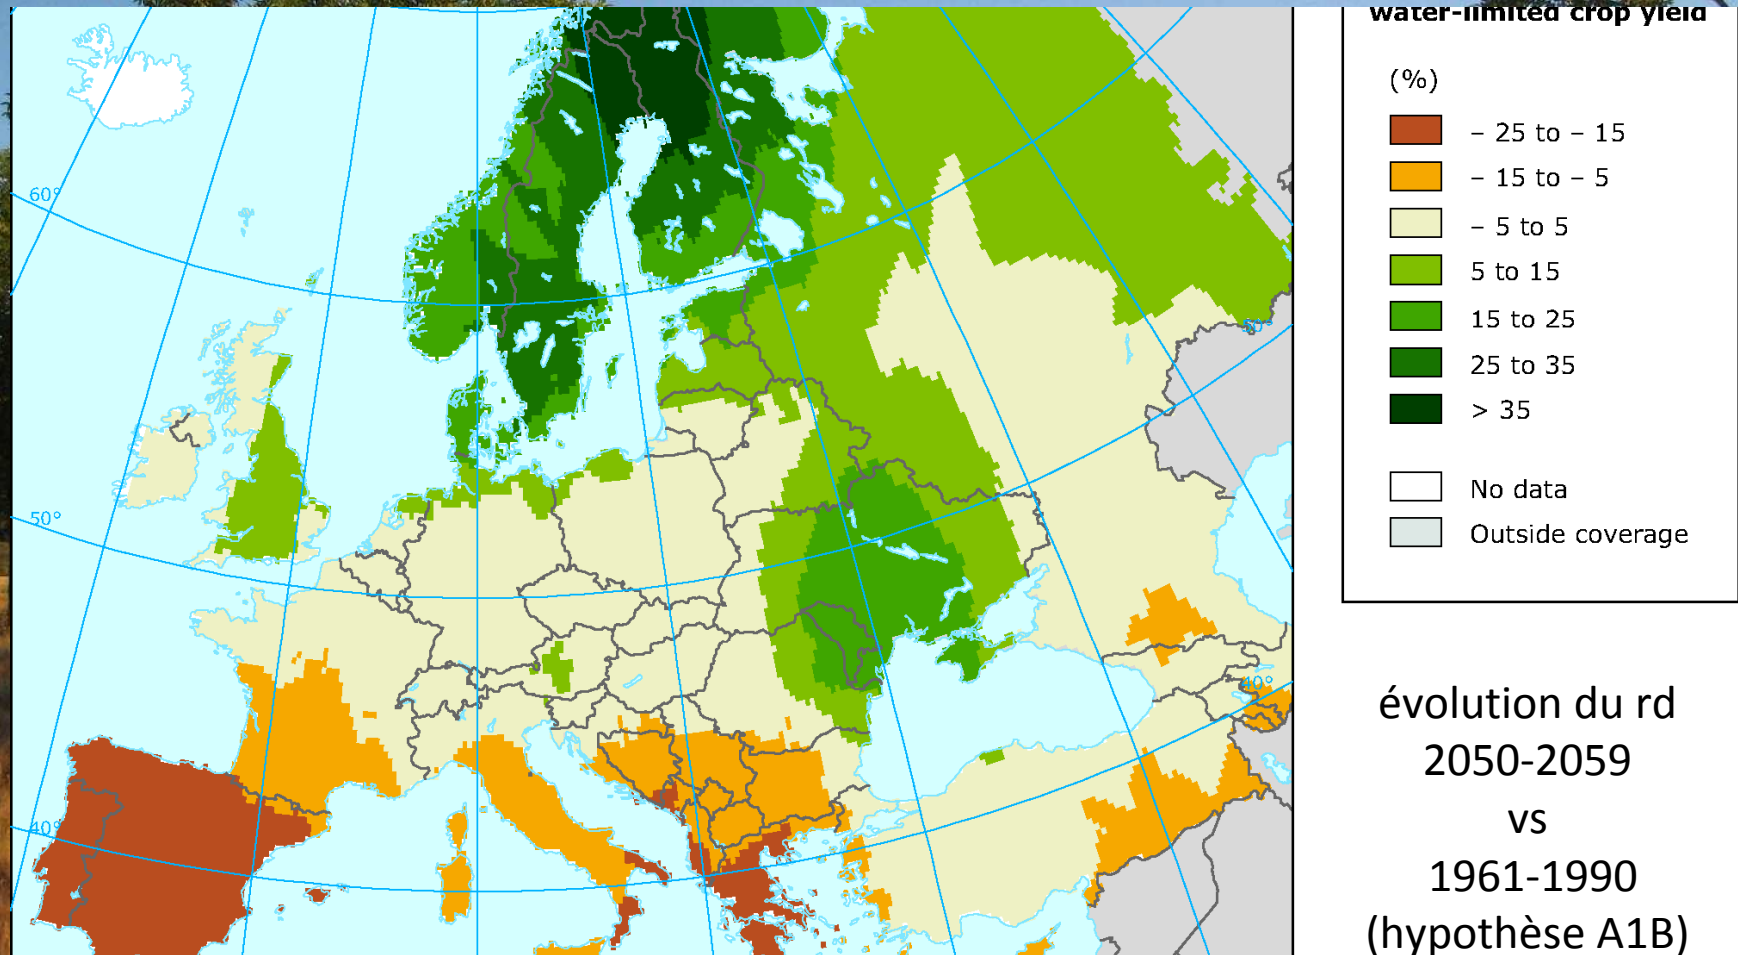 water-limited crop yield
(%)
– 25 to – 15
– 15 to – 5
– 5 to 5
5 to 15
15 to 25
25 to 35
> 35
No data
Outside coverage
60°
50°
40°
50°
40°
évolution du rd
2050-2059
vs
1961-1990
(hypothèse A1B)